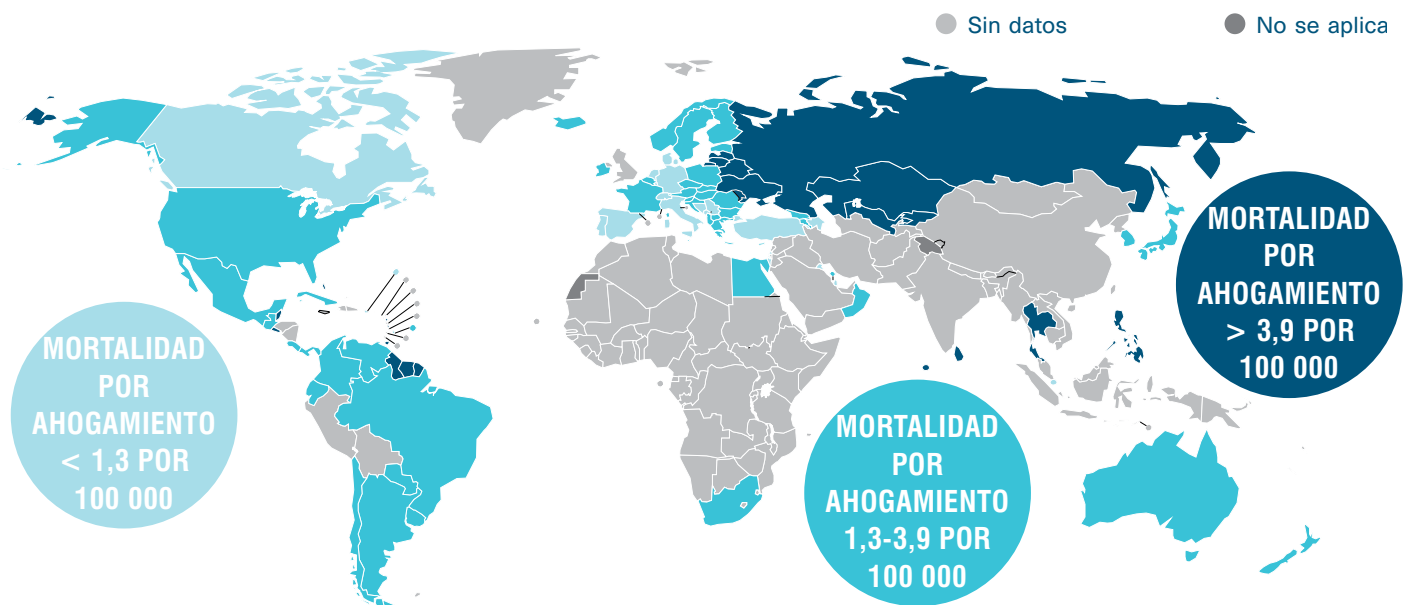 Sin datos
No se aplica
MORTALIDAD
POR
AHOGAMIENTO
< 1,3 POR
100 000
MORTALIDAD
POR
AHOGAMIENTO
1,3-3,9 POR
100 000
MORTALIDAD
POR
AHOGAMIENTO
> 3,9 POR
100 000